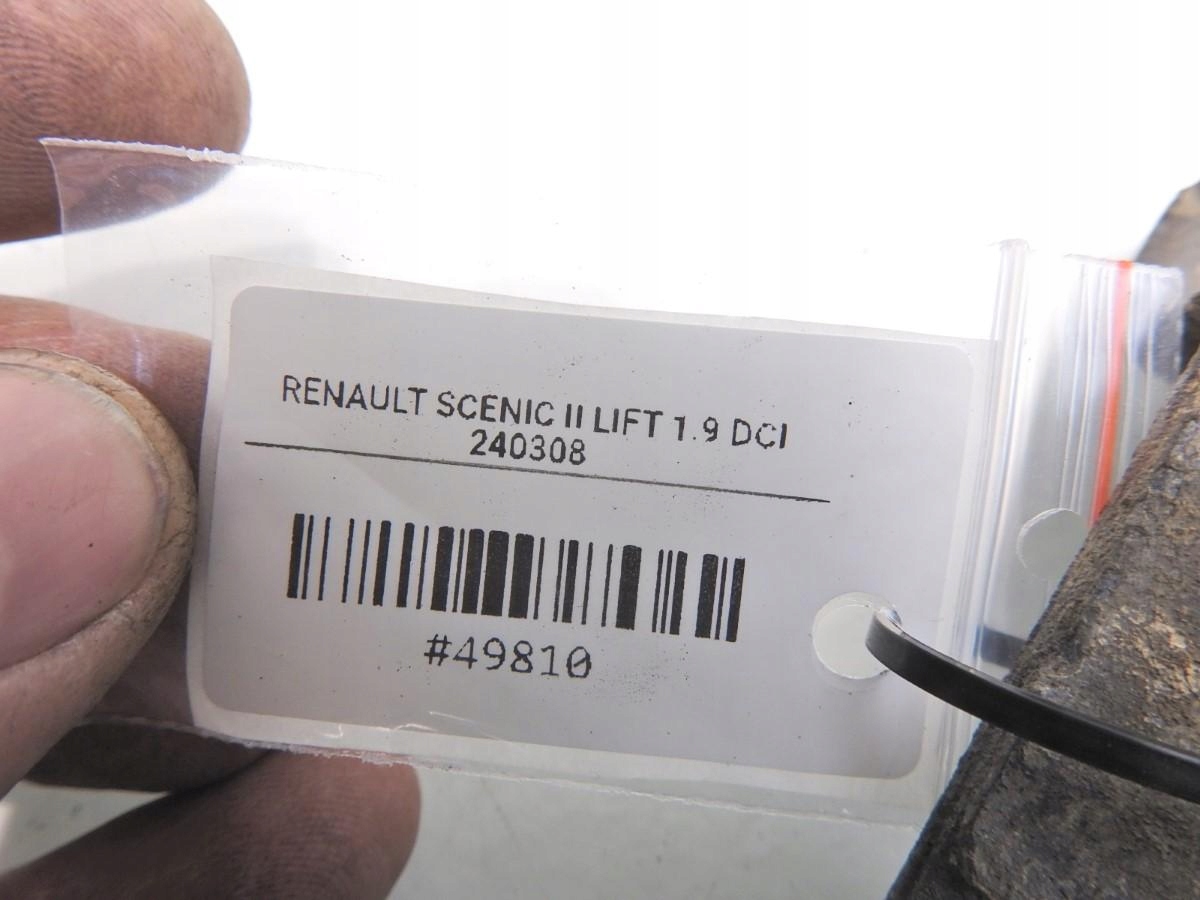 RENAULT SCENIC II LIFT 1.9 DCI
240308
#49810